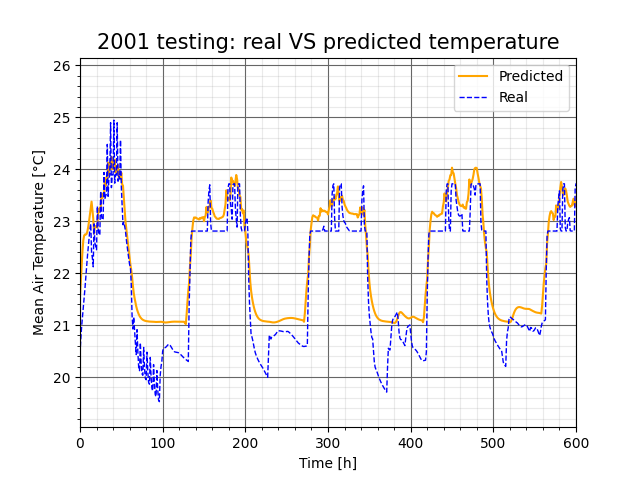 2001 testing: real VS predicted temperature
Predicted
Real
Mean Air Temperature [°C]
26
25
24
23
22
21
20
0 100 200 300 400 500 600
Time [h]